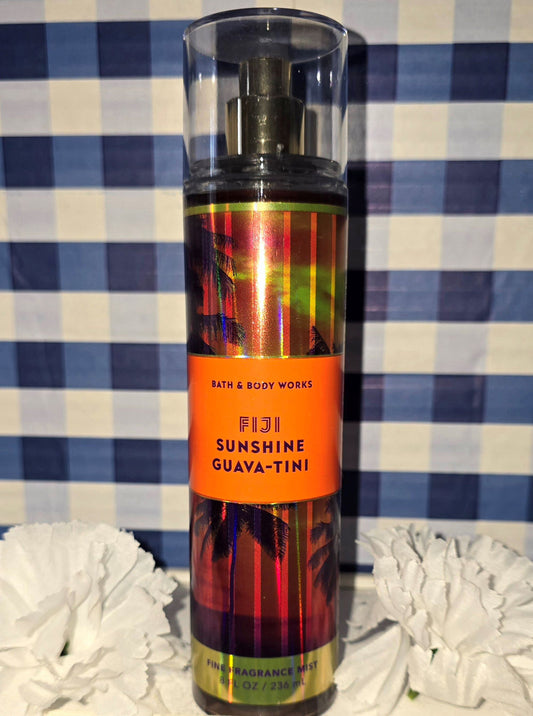 BATH & BODY WORKS
FIJI
SUNSHINE
GUAVA-TINI
FINE FRAGRANCE MIST
8 FL OZ / 236 mL